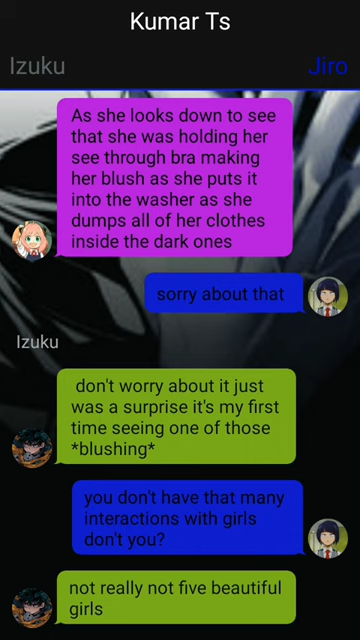 Kumar Ts
Izuku
Jiro
As she looks down to see
that she was holding her
see through bra making
her blush as she puts it
into the washer as she
dumps all of her clothes
inside the dark ones
sorry about that
Izuku
don't worry about it just
was a surprise it's my first
time seeing one of those
*blushing*
you don't have that many
interactions with girls
don't you?
not really not five beautiful
girls